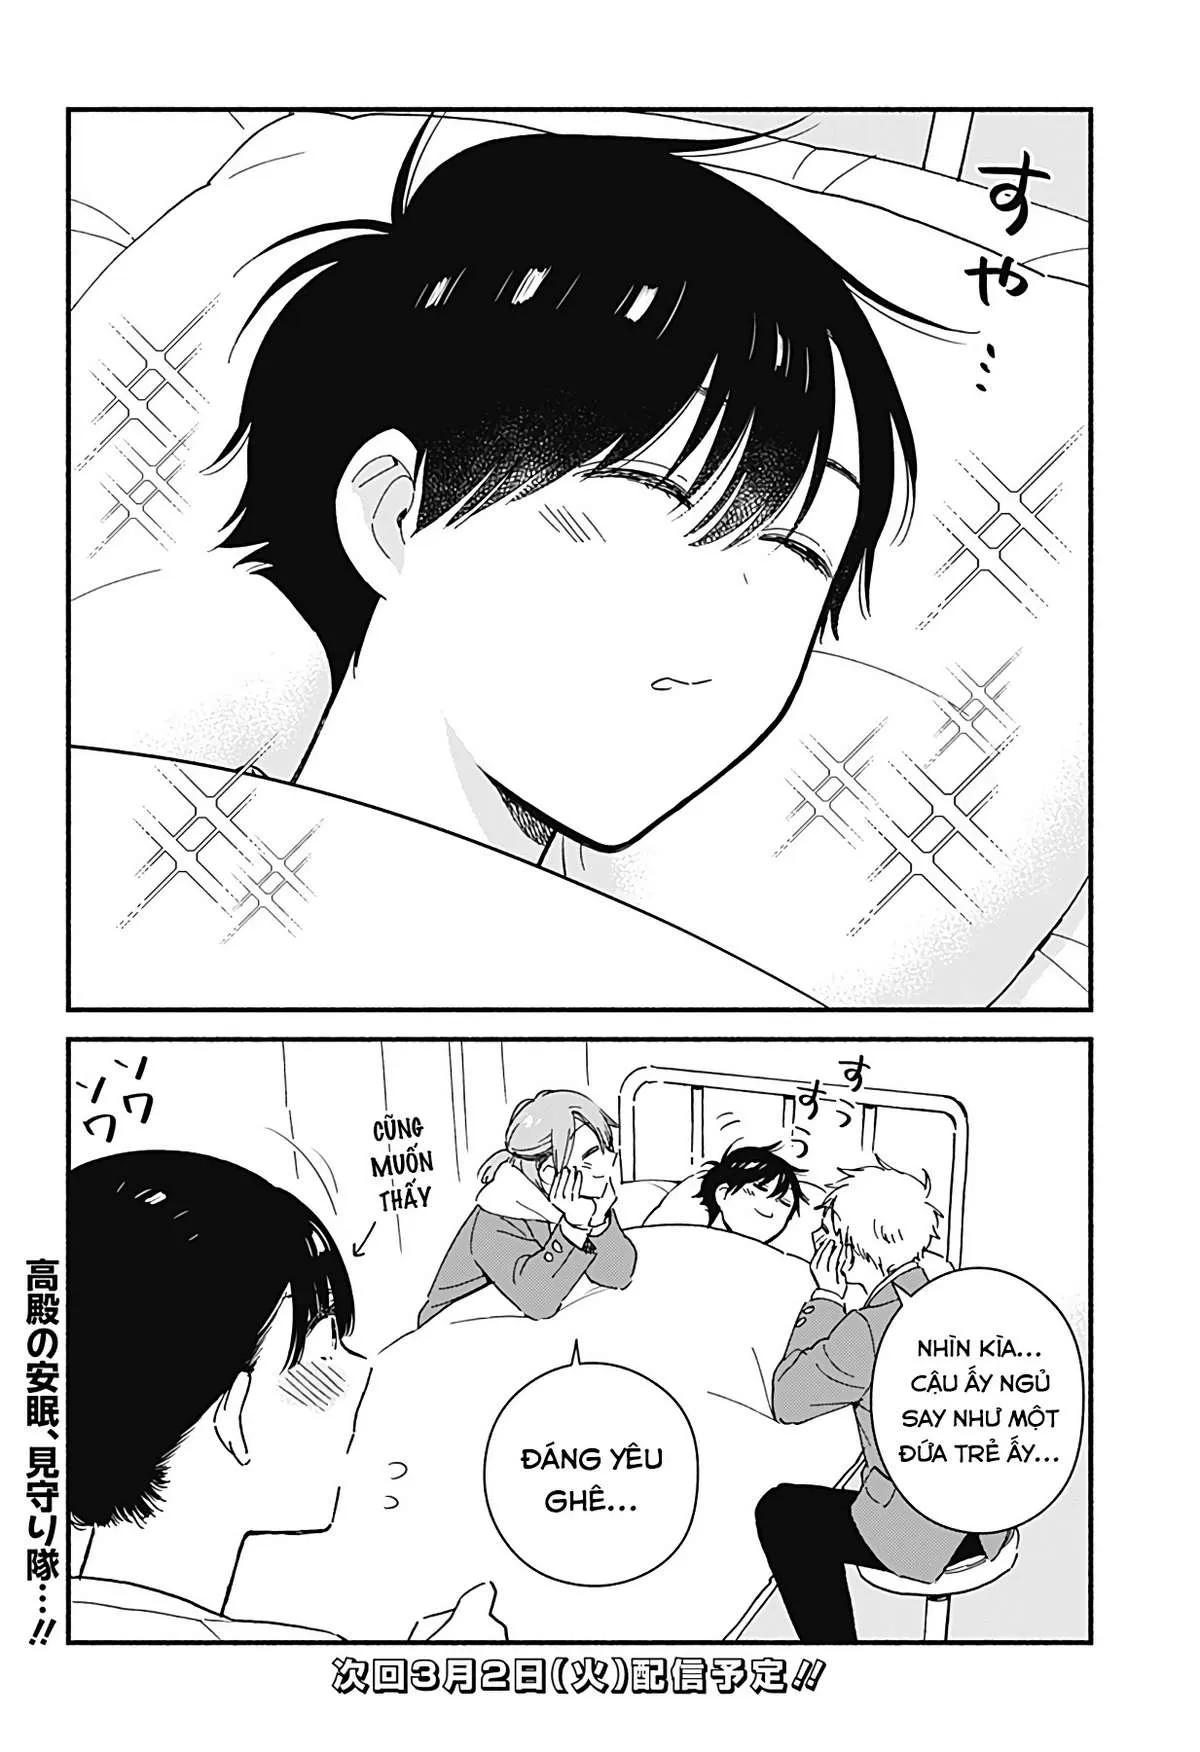 すや…
すうすう
NHÌN KÌA...
CẬU ẤY NGỦ
SAY NHƯ MỘT
ĐỨA TRẺ ẤY...
ĐÁNG YÊU
GHÊ...
CŨNG
MUỐN
THẤY
ソワソワ
高殿の安眠、見守り隊…!!
次回3月2日(火)配信予定!!